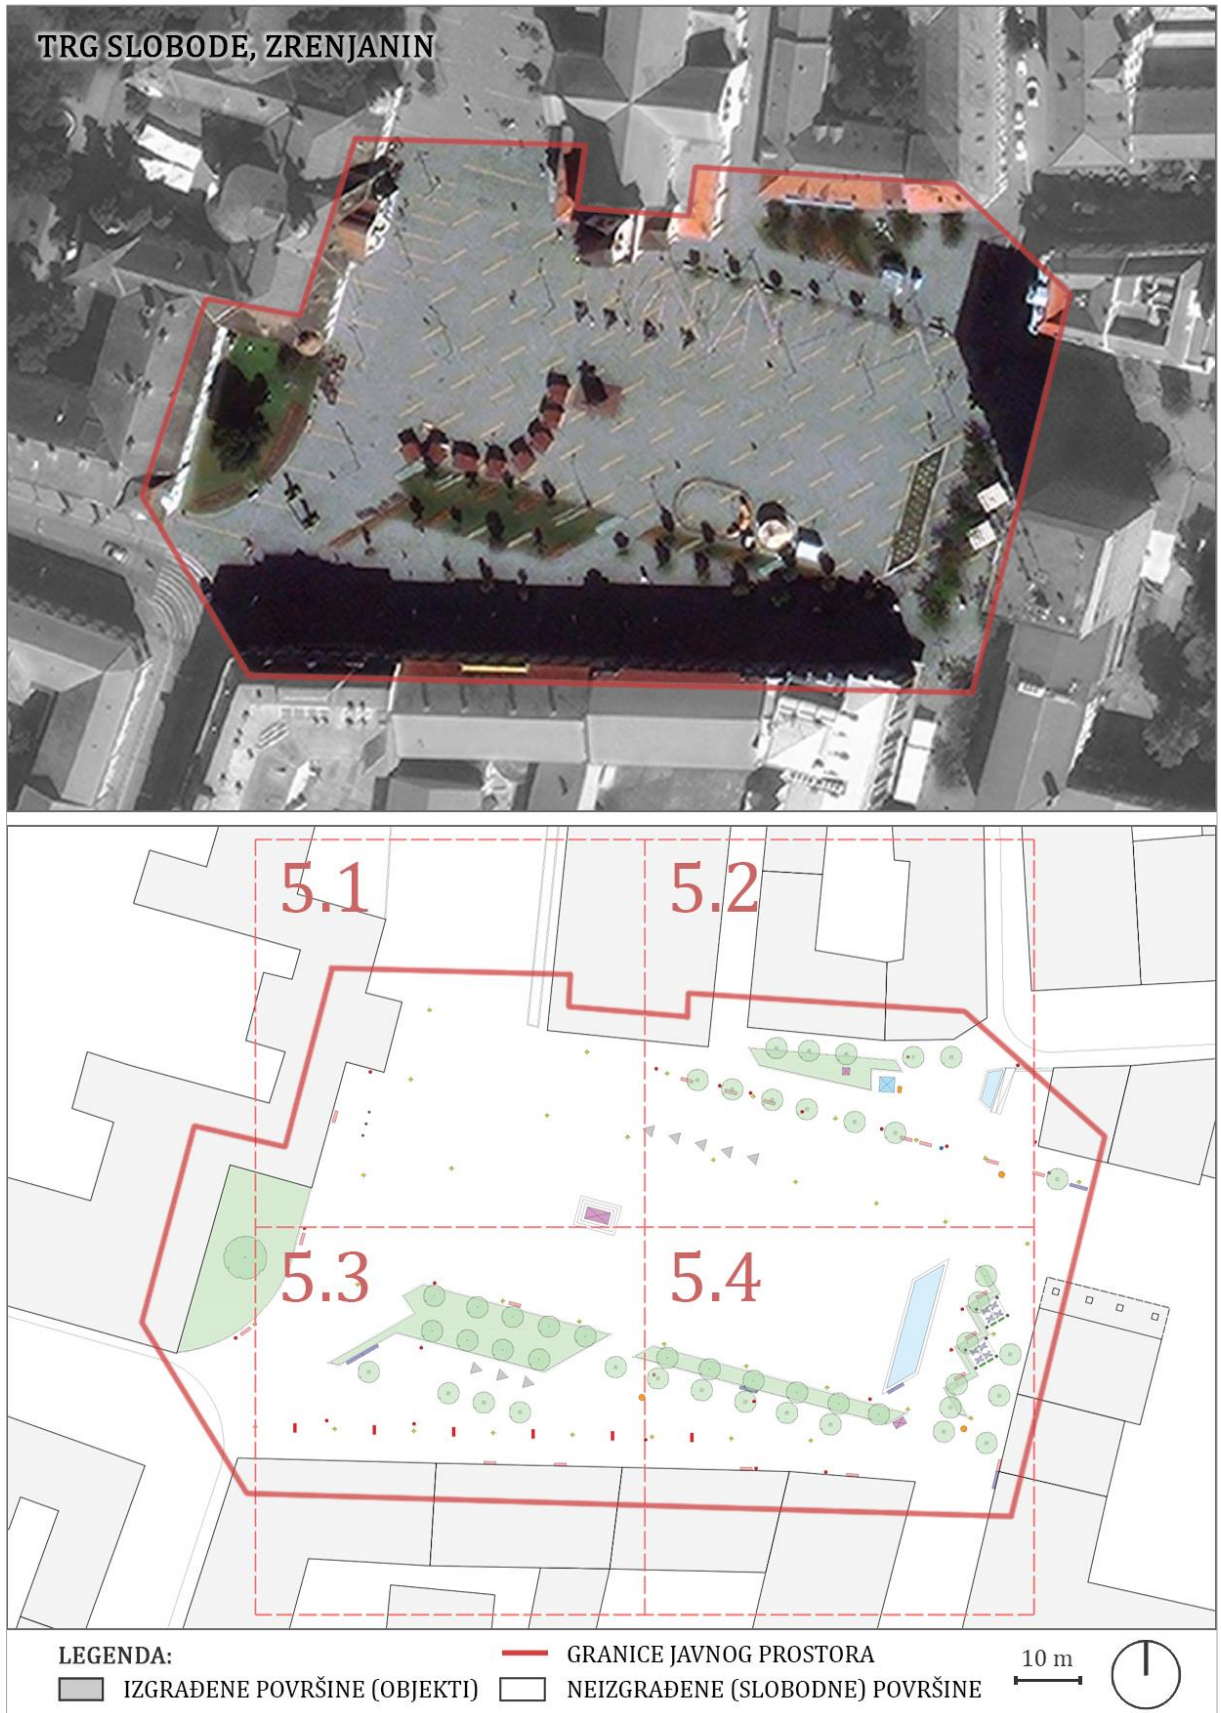 TRG SLOBODE, ZRENJANIN
5.1
5.2
5.3
5.4
LEGENDA:
GRANICE JAVNOG PROSTORA
10 m
IZGRAĐENE POVRŠINE (OBJEKTI)
NEIZGRAĐENE (SLOBODNE) POVRŠINE